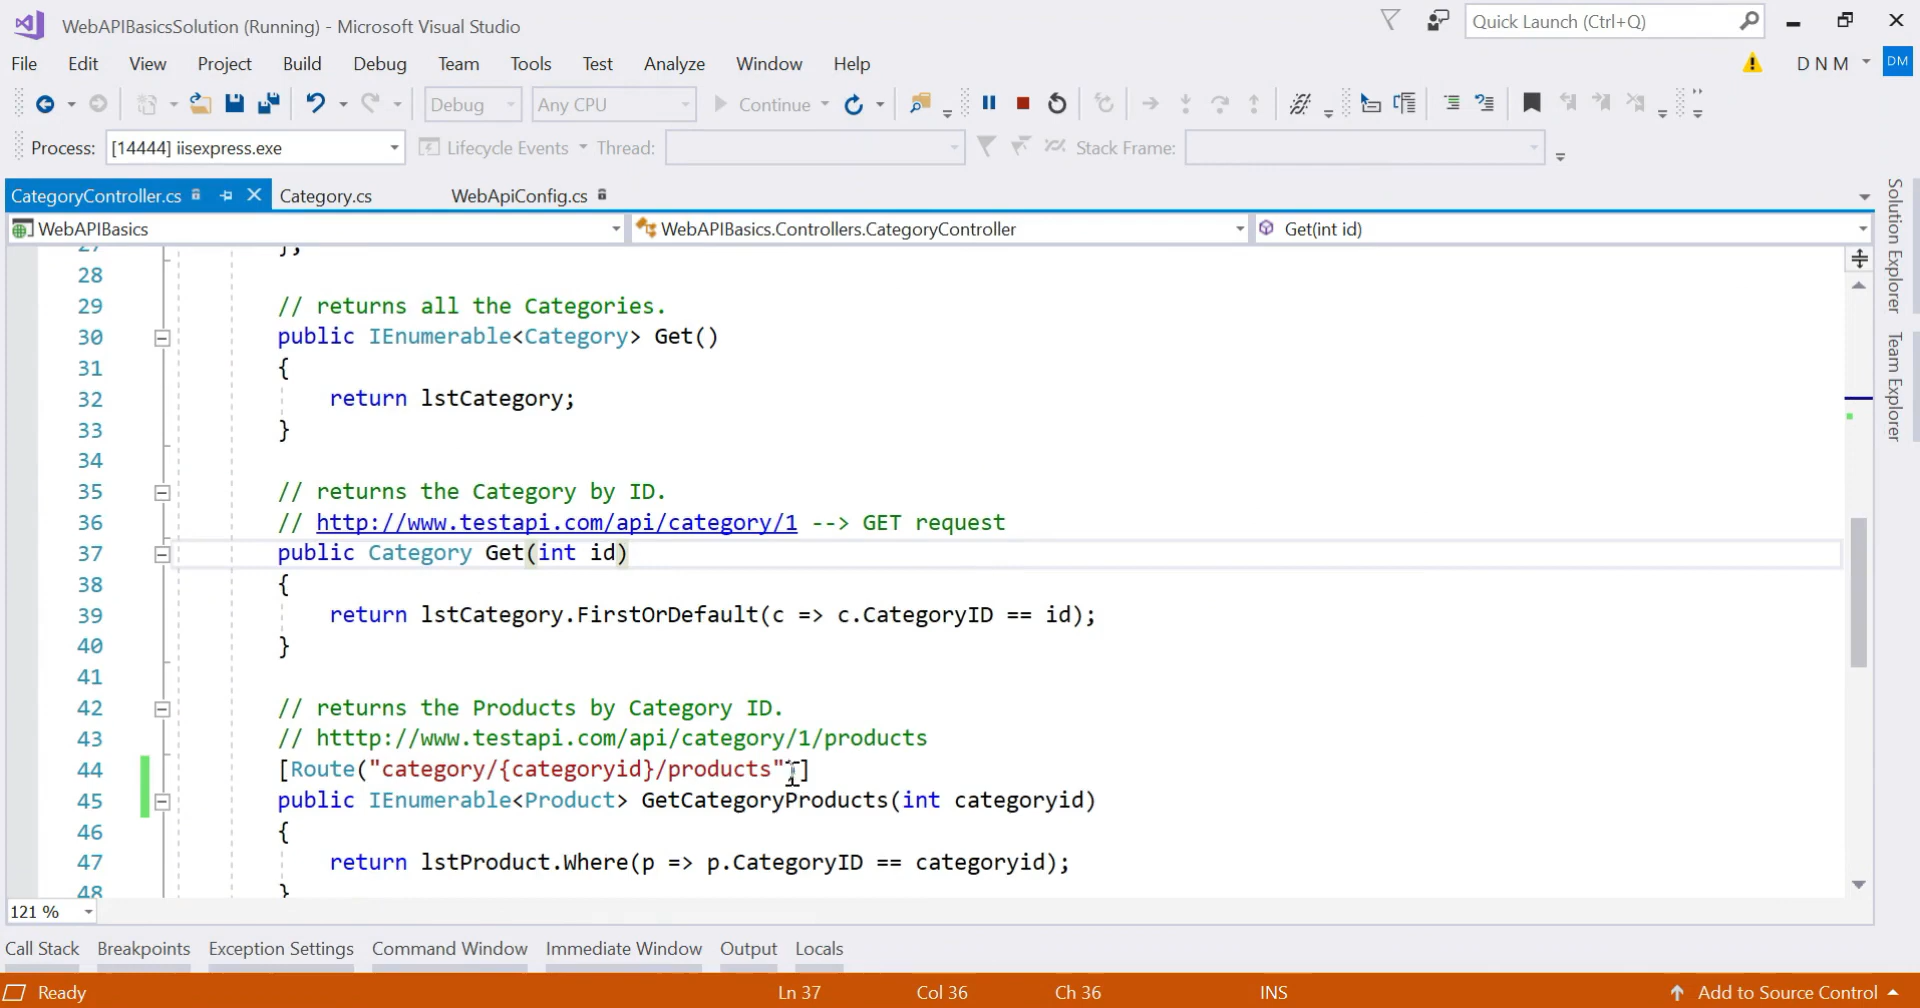 WebAPIBasicsSolution (Running) - Microsoft Visual Studio
Quick Launch (Ctrl+Q)
File Edit View Project Build Debug Team Tools Test Analyze Window Help
D N M DM
Debug Any CPU Continue
Process: [14444] iisexpress.exe Lifecycle Events Thread: Stack Frame:
CategoryController.cs Category.cs WebApiConfig.cs
WebAPIBasics WebAPIBasics.Controllers.CategoryController Get(int id)
27 };
28
29 // returns all the Categories.
30 public IEnumerable<Category> Get()
31 {
32 return lstCategory;
33 }
34
35 // returns the Category by ID.
36 // http://www.testapi.com/api/category/1 --> GET request
37 public Category Get(int id)
38 {
39 return lstCategory.FirstOrDefault(c => c.CategoryID == id);
40 }
41
42 // returns the Products by Category ID.
43 // htttp://www.testapi.com/api/category/1/products
44 [Route("category/{categoryid}/products")]
45 public IEnumerable<Product> GetCategoryProducts(int categoryid)
46 {
47 return lstProduct.Where(p => p.CategoryID == categoryid);
48 }
121 %
Solution Explorer
Team Explorer
Call Stack Breakpoints Exception Settings Command Window Immediate Window Output Locals
Ready Ln 37 Col 36 Ch 36 INS Add to Source Control